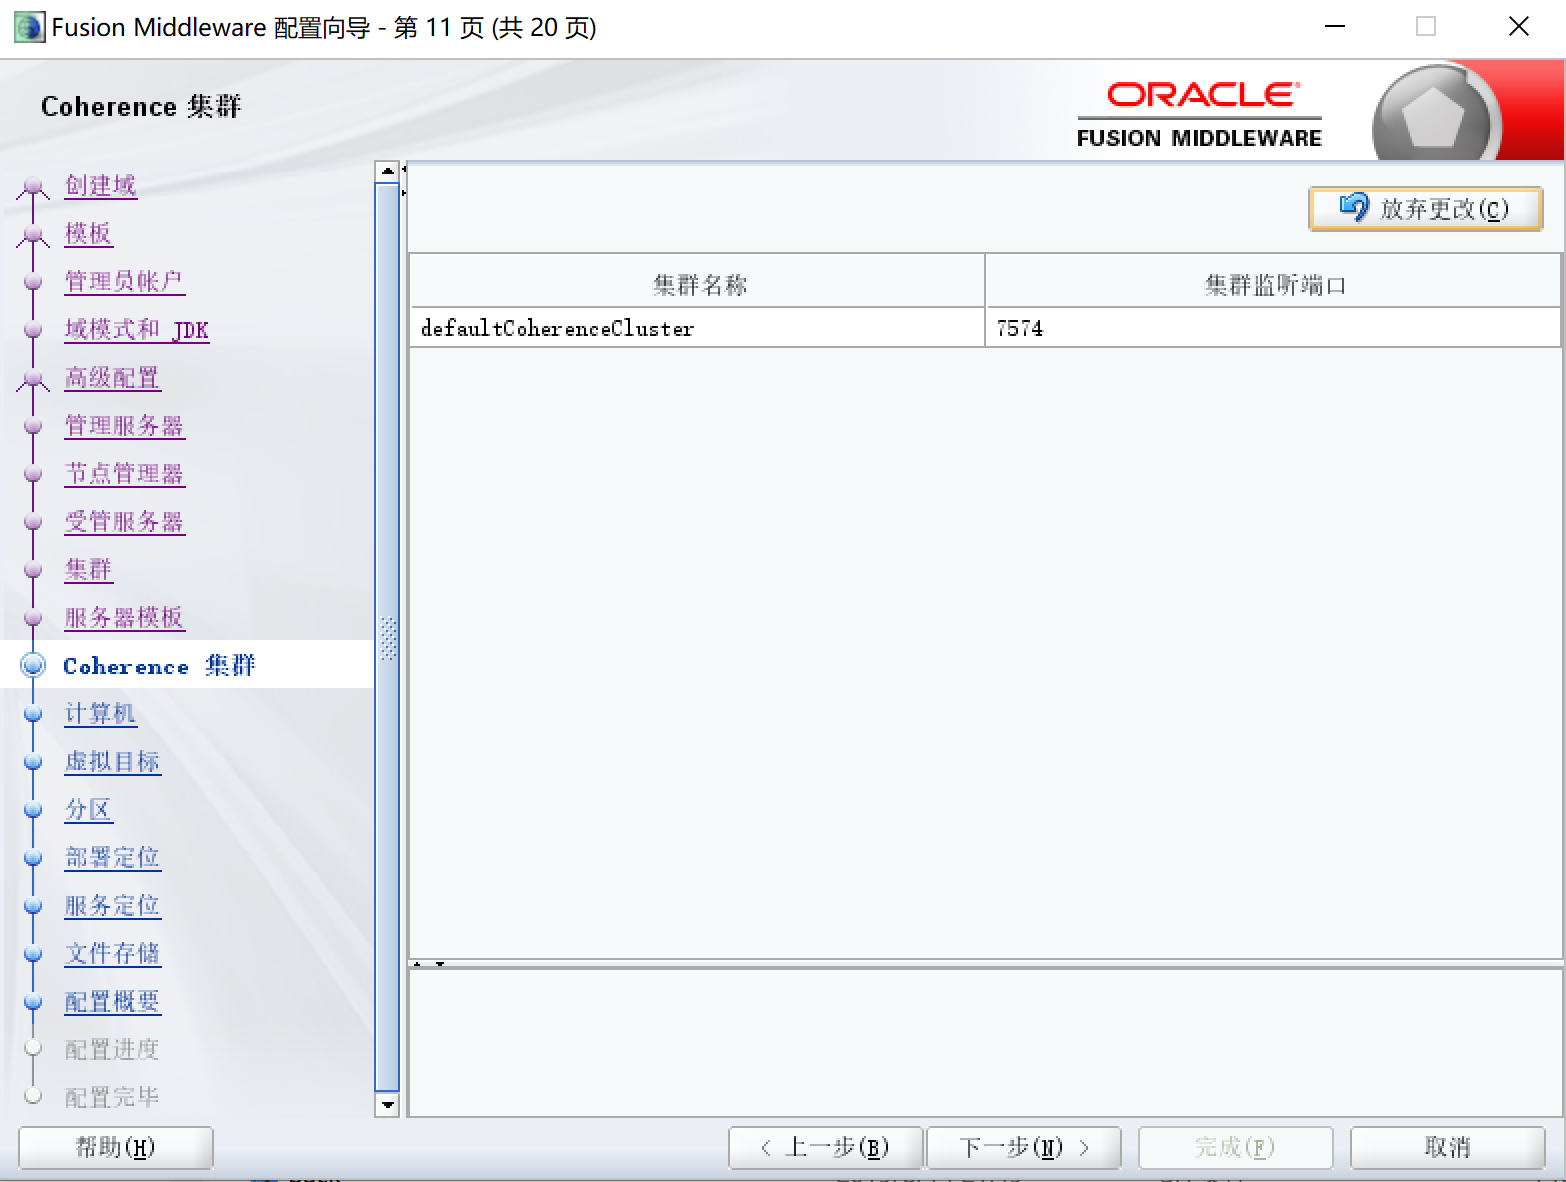 Fusion Middleware 配置向导 - 第 11 页 (共 20 页)
Coherence 集群
ORACLE
FUSION MIDDLEWARE
创建域
模板
管理员帐户
域模式和 JDK
高级配置
管理服务器
节点管理器
受管服务器
集群
服务器模板
Coherence 集群
计算机
虚拟目标
分区
部署定位
服务定位
文件存储
配置概要
配置进度
配置完毕
放弃更改(C)
集群名称 集群监听端口
defaultCoherenceCluster 7574
帮助(H) < 上一步(B) 下一步(N) > 完成(F) 取消